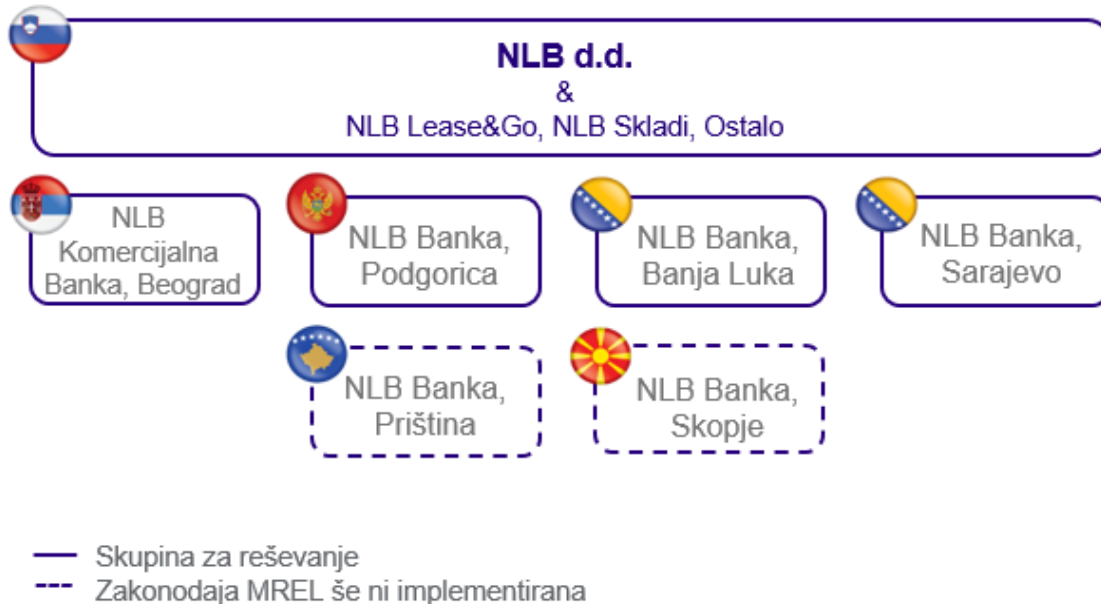 NLB d.d.
&
NLB Lease&Go, NLB Skladi, Ostalo
NLB
Komercijalna
Banka, Beograd
NLB Banka,
Podgorica
NLB Banka,
Banja Luka
NLB Banka,
Sarajevo
NLB Banka,
Priština
NLB Banka,
Skopje
Skupina za reševanje
Zakonodaja MREL še ni implementirana